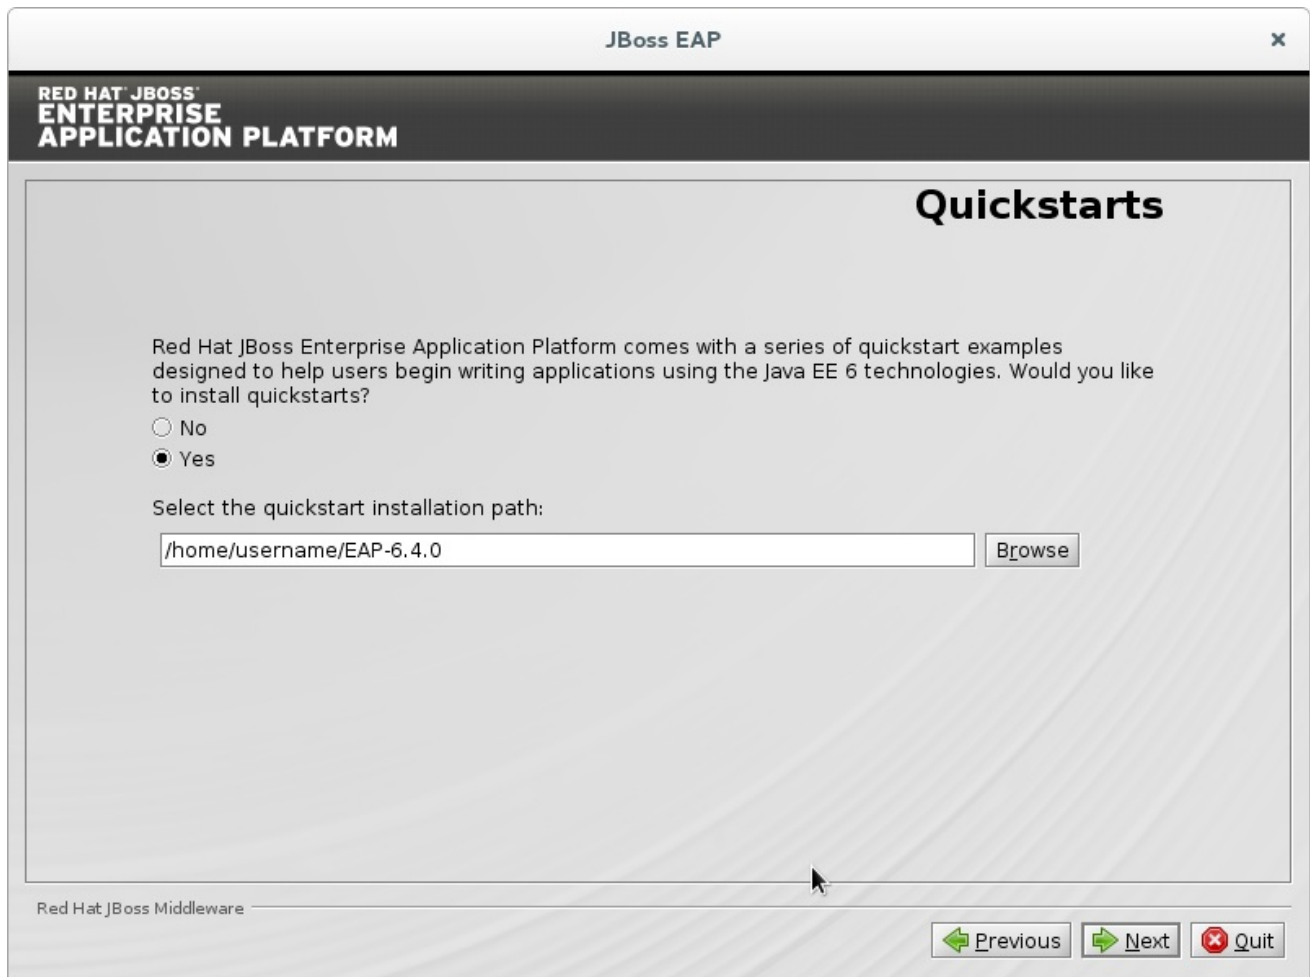 JBoss EAP
RED HAT JBOSS
ENTERPRISE
APPLICATION PLATFORM
Quickstarts
Red Hat JBoss Enterprise Application Platform comes with a series of quickstart examples
designed to help users begin writing applications using the Java EE 6 technologies. Would you like
to install quickstarts?
No
Yes
Select the quickstart installation path:
/home/username/EAP-6.4.0
Browse
Red Hat JBoss Middleware
Previous
Next
Quit